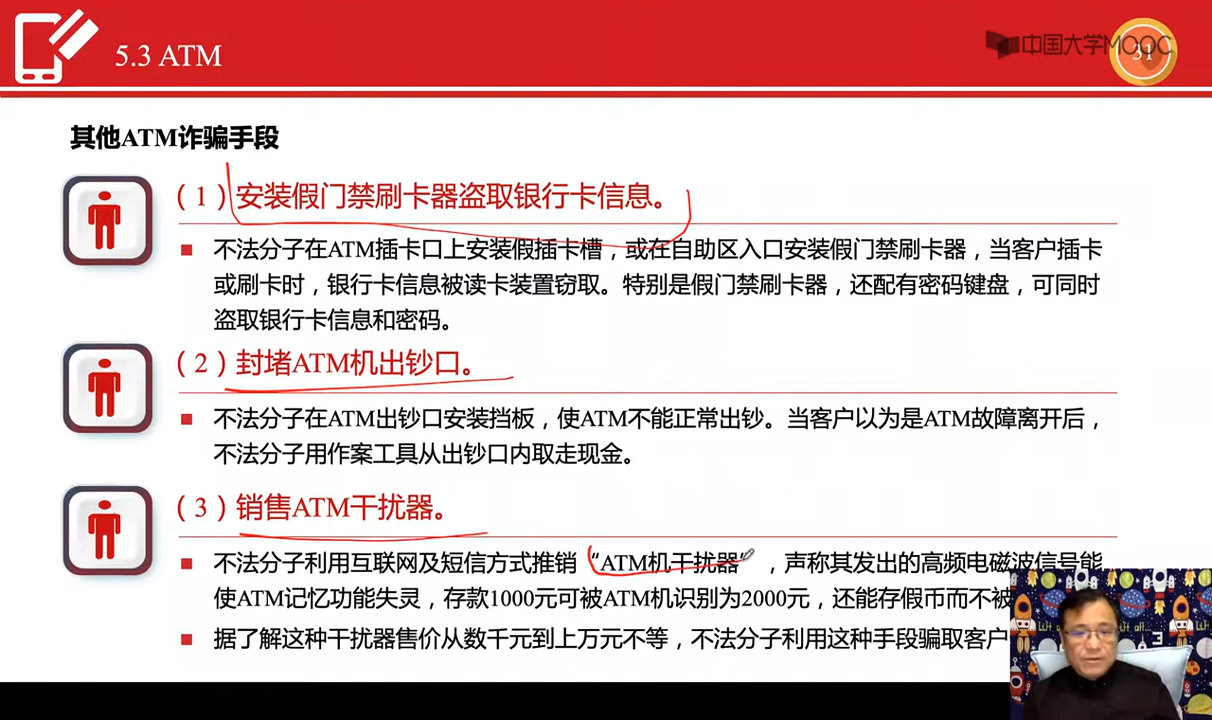 5.3 ATM
中国大学MOOC
31
其他ATM诈骗手段
（1）安装假门禁刷卡器盗取银行卡信息。
■ 不法分子在ATM插卡口上安装假插卡槽，或在自助区入口安装假门禁刷卡器，当客户插卡
或刷卡时，银行卡信息被读卡装置窃取。特别是假门禁刷卡器，还配有密码键盘，可同时
盗取银行卡信息和密码。
（2）封堵ATM机出钞口。
■ 不法分子在ATM出钞口安装挡板，使ATM不能正常出钞。当客户以为是ATM故障离开后，
不法分子用作案工具从出钞口内取走现金。
（3）销售ATM干扰器。
■ 不法分子利用互联网及短信方式推销“ATM机干扰器”，声称其发出的高频电磁波信号能
使ATM记忆功能失灵，存款1000元可被ATM机识别为2000元，还能存假币而不被
■ 据了解这种干扰器售价从数千元到上万元不等，不法分子利用这种手段骗取客户